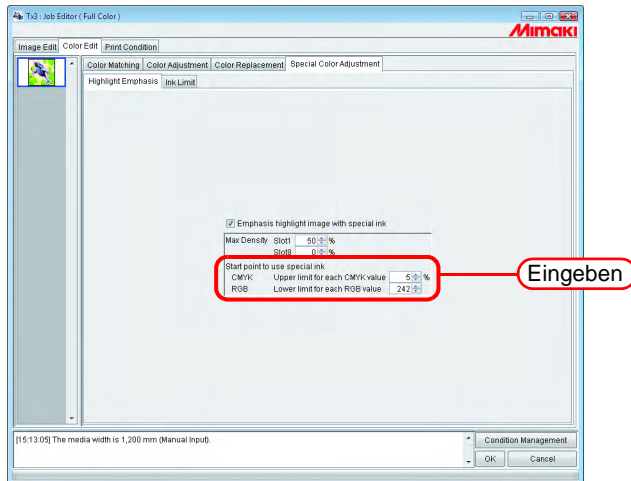 Tx3 : Job Editor ( Full Color )
Mimaki
Image Edit Color Edit Print Condition
Color Matching Color Adjustment Color Replacement Special Color Adjustment
Highlight Emphasis Ink Limit
Emphasis highlight image with special ink
Max Density Slot1 50 %
Slot8 0 %
Start point to use special ink
CMYK Upper limit for each CMYK value 5 %
RGB Lower limit for each RGB value 242
Eingeben
[15:13:05] The media width is 1,200 mm (Manual Input).
Condition Management
OK Cancel